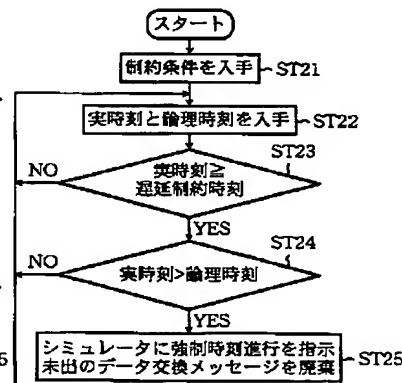 スタート
制約条件を入手
ST21
実時刻と論理時刻を入手
ST22
ST23
実時刻≧
遅延制約時刻
NO
YES
ST24
実時刻>論理時刻
NO
YES
シミュレータに強制時刻進行を指示
未出のデータ交換メッセージを廃棄
ST25